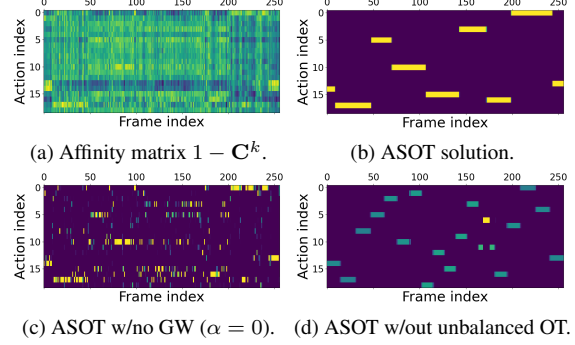 0 50 100 150 200 250
0 50 100 150 200 250
0
5
10
15
Action index
Frame index
0
5
10
15
Action index
Frame index
(a) Affinity matrix 1 − Cᵏ.
(b) ASOT solution.
0 50 100 150 200 250
0 50 100 150 200 250
0
5
10
15
Action index
Frame index
0
5
10
15
Action index
Frame index
(c) ASOT w/no GW (α = 0).
(d) ASOT w/out unbalanced OT.